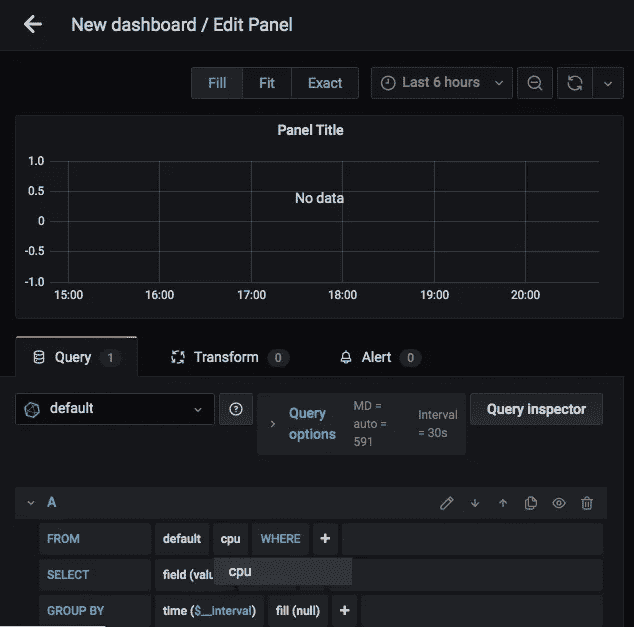 New dashboard / Edit Panel
Fill Fit Exact Last 6 hours
Panel Title
1.0
0.5
No data
0
-0.5
-1.0
15:00 16:00 17:00 18:00 19:00 20:00
Query 1 Transform 0 Alert 0
default Query options MD = auto = 591 Interval = 30s Query inspector
A
FROM default cpu WHERE +
cpu
SELECT field (valu
GROUP BY time ($__interval) fill (null) +